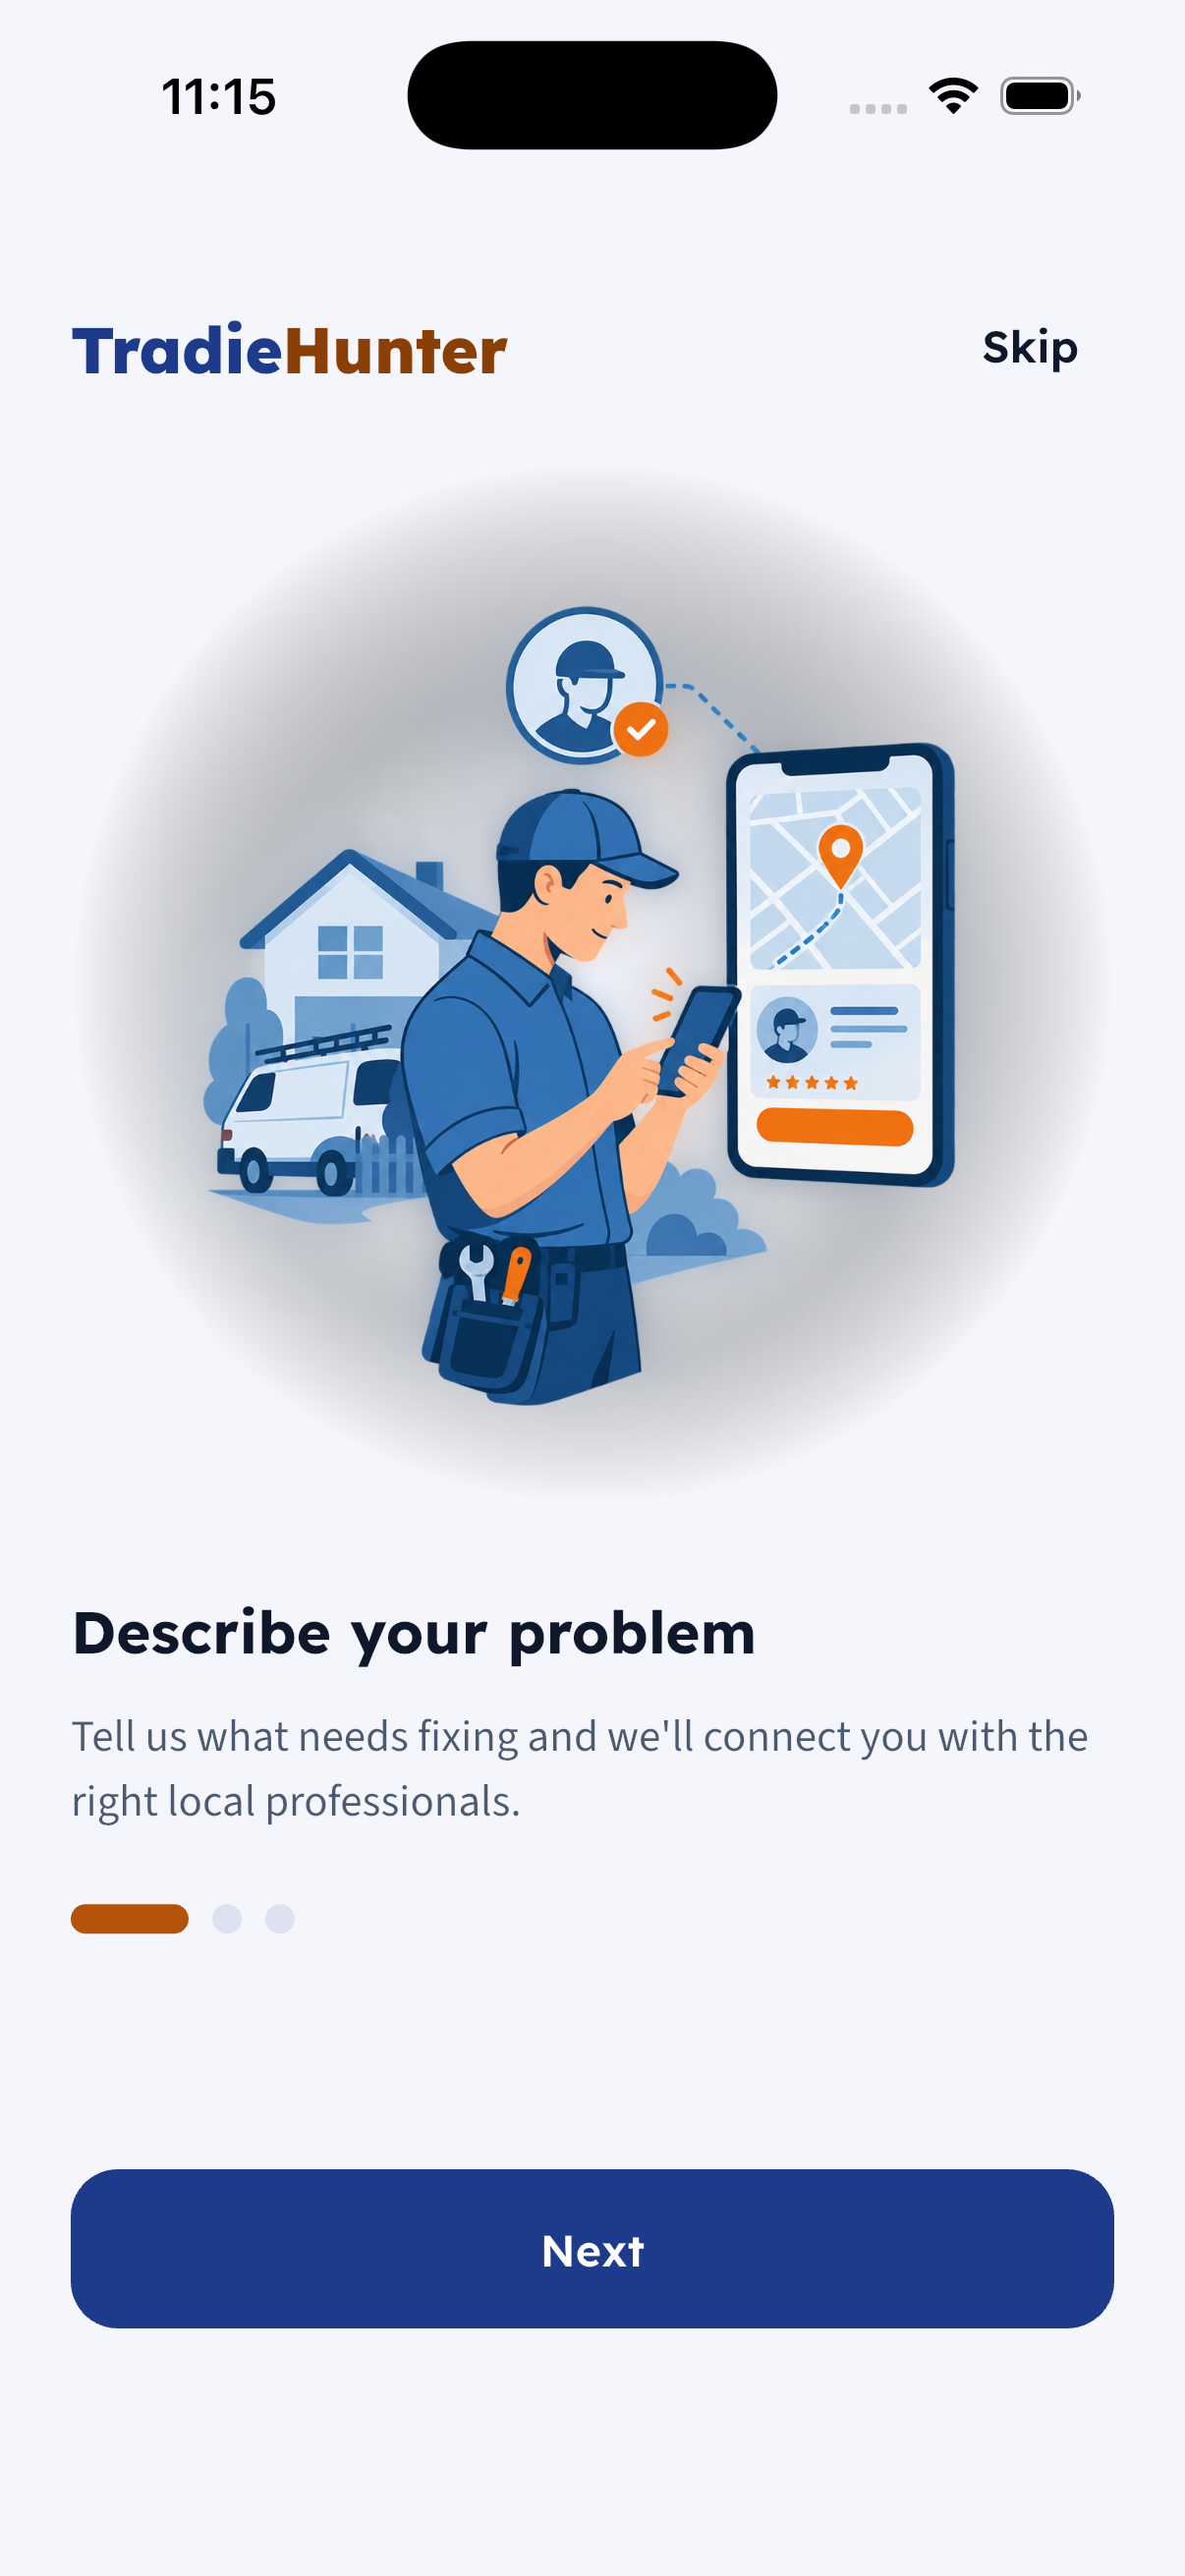 11:15
TradieHunter
Skip
Describe your problem
Tell us what needs fixing and we'll connect you with the
right local professionals.
Next